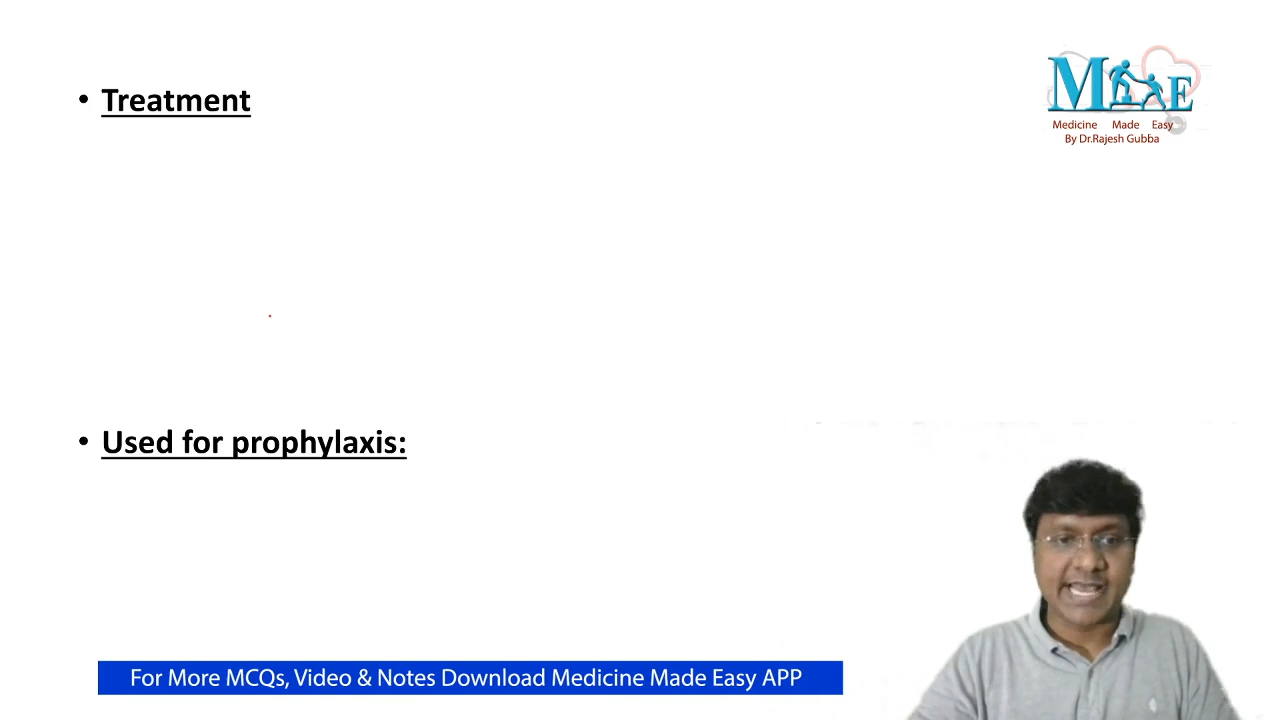 • Treatment
MME
Medicine Made Easy
By Dr.Rajesh Gubba
• Used for prophylaxis:
For More MCQs, Video & Notes Download Medicine Made Easy APP